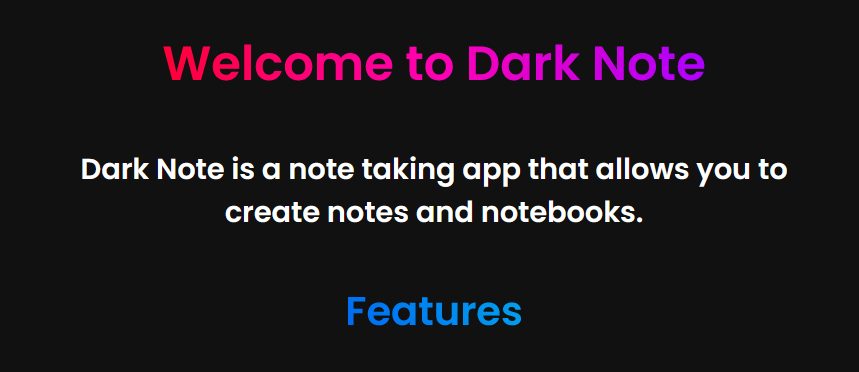 Welcome to Dark Note
Dark Note is a note taking app that allows you to
create notes and notebooks.
Features